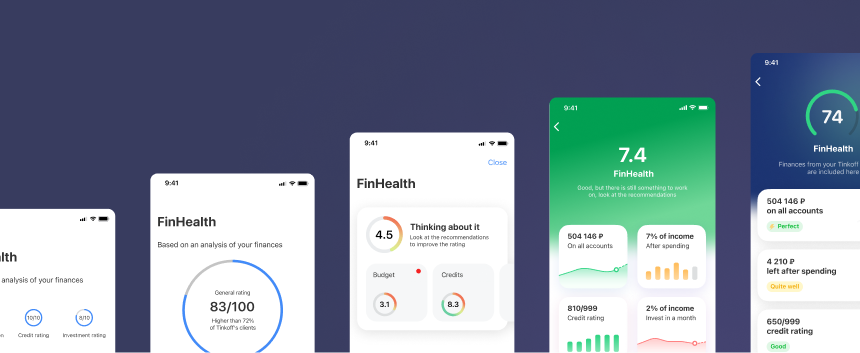 lth
analysis of your finances
10/10
8/10
n
Credit rating
Investment rating
9:41
FinHealth
Based on an analysis of your finances
General rating
83/100
Higher than 72%
of Tinkoff's clients
9:41
Close
FinHealth
4.5
Thinking about it
Look at the recommendations
to improve the rating
Budget
3.1
Credits
8.3
9:41
7.4
FinHealth
Good, but there is still something to work
on, look at the recommendations
504 146 ₽
On all accounts
7% of income
After spending
810/999
Credit rating
2% of income
Invest in a month
9:41
74
FinHealth
Finances from your Tinkoff
are included here
504 146 ₽
on all accounts
⚡ Perfect
4 210 ₽
left after spending
Quite well
650/999
credit rating
Good